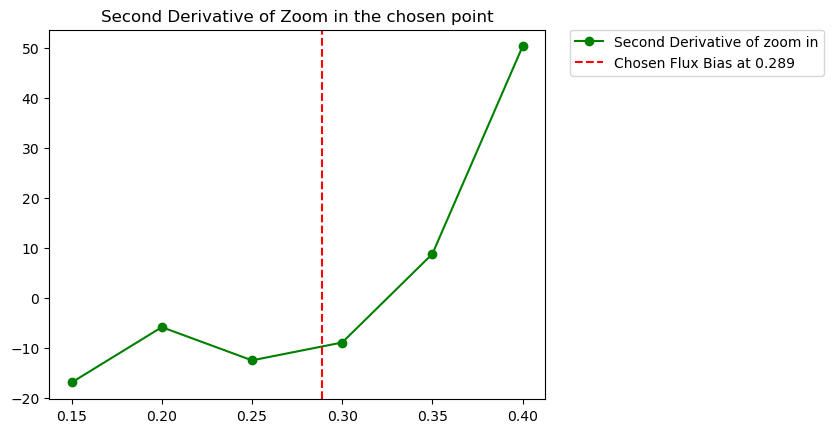 Second Derivative of Zoom in the chosen point
Second Derivative of zoom in
Chosen Flux Bias at 0.289
50
40
30
20
10
0
−10
−20
0.15 0.20 0.25 0.30 0.35 0.40